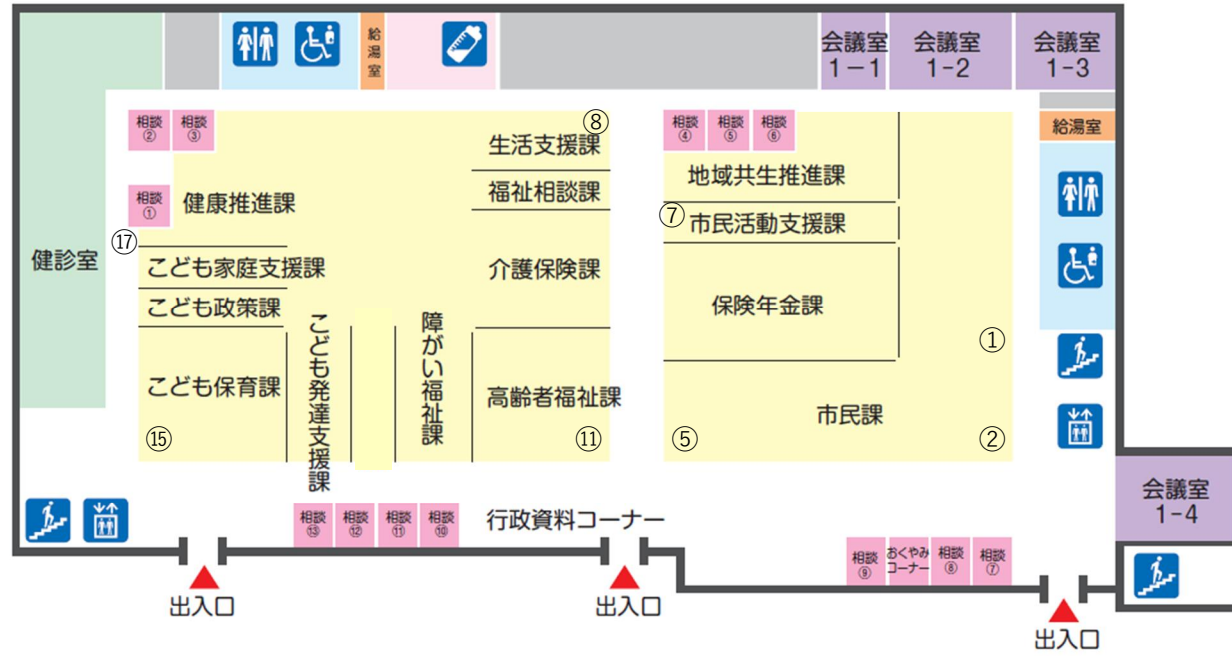 給湯室
会議室
1-1
会議室
1-2
会議室
1-3
相談
②
相談
③
⑧
生活支援課
相談
④
相談
⑤
相談
⑥
給湯室
福祉相談課
地域共生推進課
相談
①
健康推進課
⑦
市民活動支援課
⑰
健診室
こども家庭支援課
介護保険課
こども政策課
保険年金課
こども発達支援課
障がい福祉課
①
こども保育課
高齢者福祉課
市民課
⑮
⑪
⑤
②
会議室
1-4
相談
⑬
相談
⑫
相談
⑪
相談
⑩
行政資料コーナー
相談
⑨
おくやみ
コーナー
相談
⑧
相談
⑦
出入口
出入口
出入口